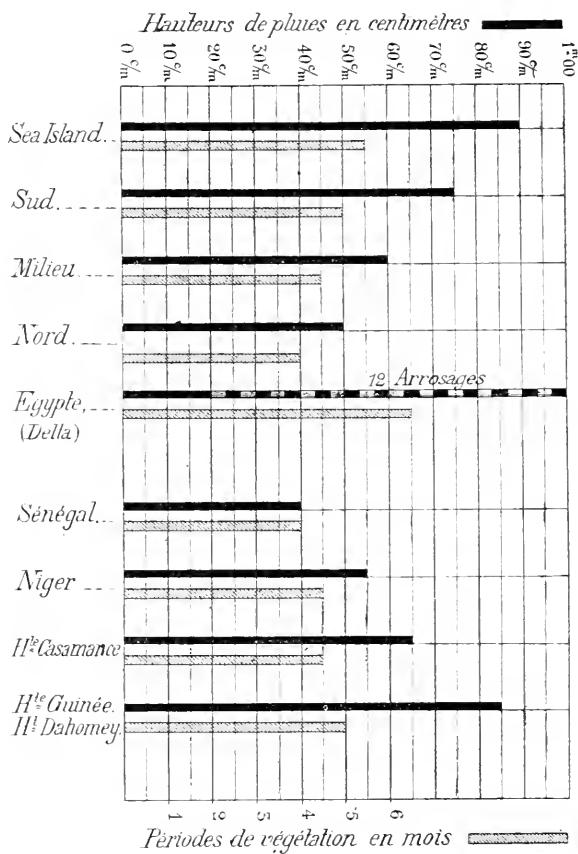 Hauteurs de pluies en centimètres
0 c/m 10 c/m 20 c/m 30 c/m 40 c/m 50 c/m 60 c/m 70 c/m 80 c/m 90 c/m 1m00
Sea Island
Sud
Milieu
Nord
12 Arrosages
Egypte,
(Delta)
Sénégal
Niger
Hte Casamance
Hte Guinée.
Ht Dahomey.
1 2 3 4 5 6
Périodes de végétation en mois